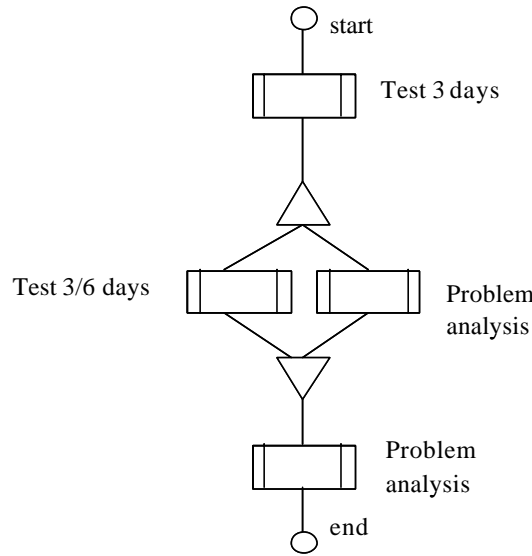 start
Test 3 days
Test 3/6 days
Problem
analysis
Problem
analysis
end